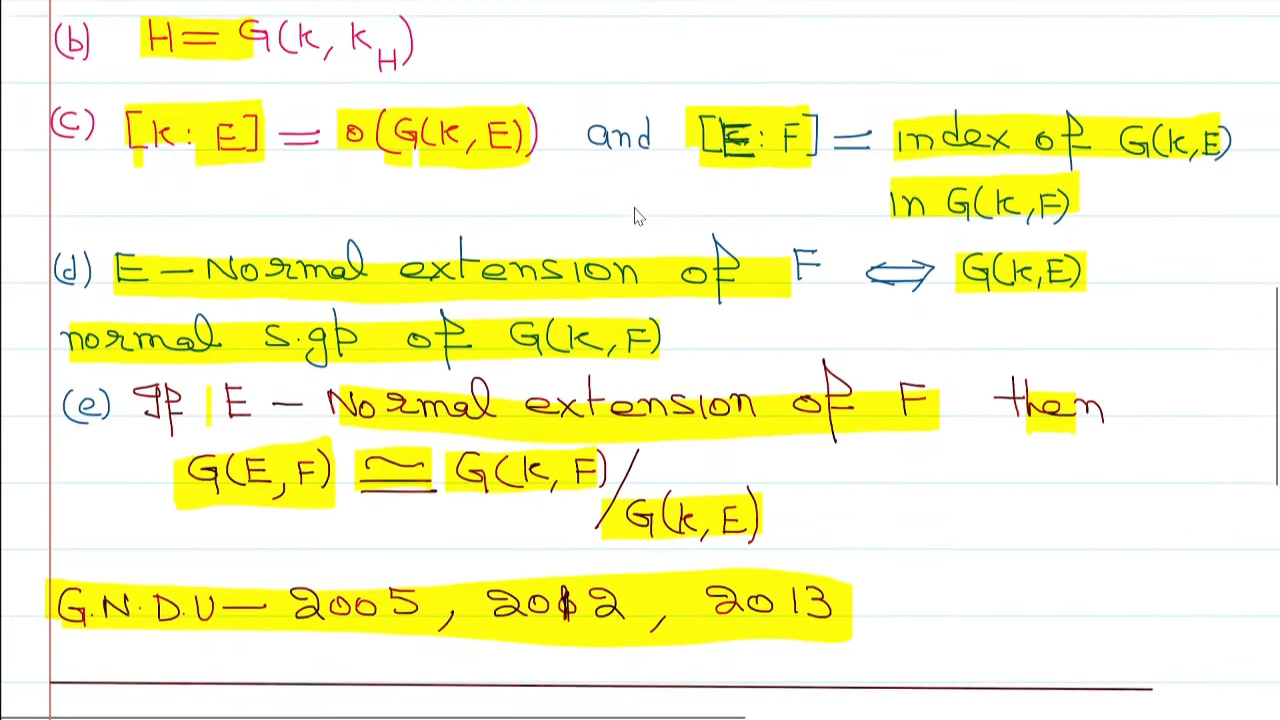 (b) H = G(K, K_H)
(c) [K : E] = o(G(K, E)) and [E : F] = index of G(K,E)
in G(K,F)
(d) E – Normal extension of F ⇔ G(K,E)
normal s.gp of G(K,F)
(e) If E – Normal extension of F then
G(E,F) ≅ G(K,F)/
G(K,E)
G.N.D.U – 2005, 2012, 2013